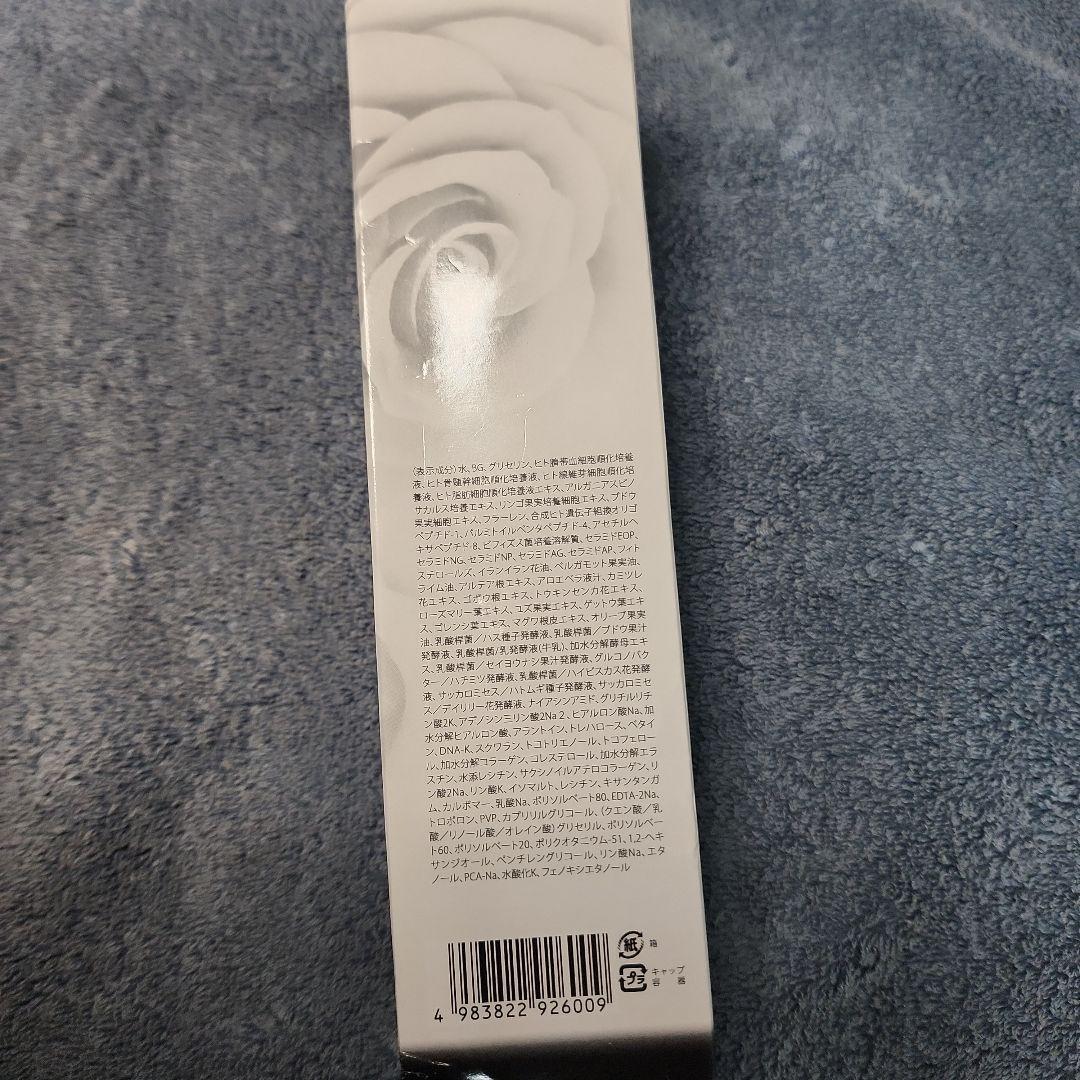 (表示成分)水、BG、グリセリン、ヒト臍帯血細胞順化培養
液、ヒト骨髄幹細胞順化培養液、ヒト線維芽細胞順化培
養液、ヒト脂肪細胞順化培養液エキス、アルガニアスピノ
サカルス培養エキス、リンゴ果実培養細胞エキス、ブドウ
果実細胞エキス、フラーレン、合成ヒト遺伝子組換オリゴ
ペプチド-1、パルミトイルペンタペプチド-4、アセチルヘ
キサペプチド-8、ビフィズス菌培養溶解質、セラミドEOP、
セラミドNG、セラミドNP、セラミドAG、セラミドAP、フィト
ステロールズ、イランイラン花油、ベルガモット果実油、
ライム油、アルテア根エキス、アロエベラ液汁、カミツレ
花エキス、ゴボウ根エキス、トウキンセンカ花エキス、
ローズマリー葉エキス、ユズ果実エキス、ゲットウ葉エキ
ス、ゴレンシ葉エキス、マグワ根皮エキス、オリーブ果実
油、乳酸桿菌/ハス種子発酵液、乳酸桿菌/ブドウ果汁
発酵液、乳酸桿菌/乳発酵液(牛乳)、加水分解酵母エキ
ス、乳酸桿菌/セイヨウナシ果汁発酵液、グルコノバク
ター/ハチミツ発酵液、乳酸桿菌/ハイビスカス花発酵
液、サッカロミセス/ハトムギ種子発酵液、サッカロミセ
ス/デイリリー花発酵液、ナイアシンアミド、グリチルリチ
ン酸2K、アデノシン三リン酸2Na、ヒアルロン酸Na、加
水分解ヒアルロン酸、アラントイン、トレハロース、ベタイ
ン、DNA-K、スクワラン、トコトリエノール、トコフェロー
ル、加水分解コラーゲン、コレステロール、加水分解エラ
スチン、水添レシチン、サクシノイルアテロコラーゲン、リ
ン酸2Na、リン酸K、イソマルト、レシチン、キサンタンガ
ム、カルボマー、乳酸Na、ポリソルベート80、EDTA-2Na、
トロポロン、PVP、カプリリルグリコール、(クエン酸/乳
酸/リノール酸/オレイン酸)グリセリル、ポリソルベー
ト60、ポリソルベート20、ポリクオタニウム-51、1,2-ヘキ
サンジオール、ペンチレングリコール、リン酸Na、エタ
ノール、PCA-Na、水酸化K、フェノキシエタノール
紙 箱
プラ キャップ
容 器
4 983822 926009